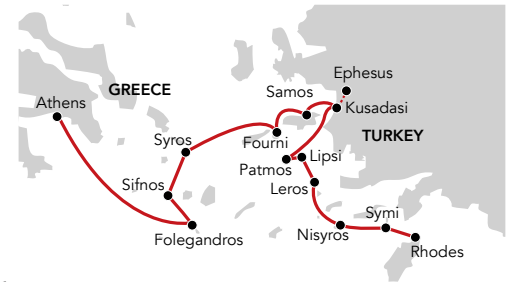 Ephesus
Samos
GREECE
Athens
Kusadasi
TURKEY
Syros
Fourni
Lipsi
Patmos
Sifnos
Leros
Symi
Folegandros
Nisyros
Rhodes